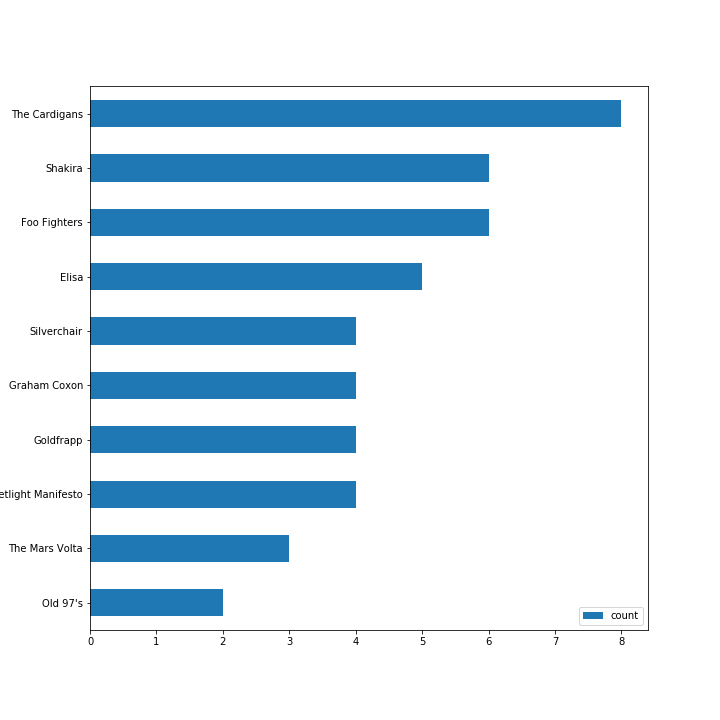 The Cardigans
Shakira
Foo Fighters
Elisa
Silverchair
Graham Coxon
Goldfrapp
etlight Manifesto
The Mars Volta
Old 97's
0 1 2 3 4 5 6 7 8
count